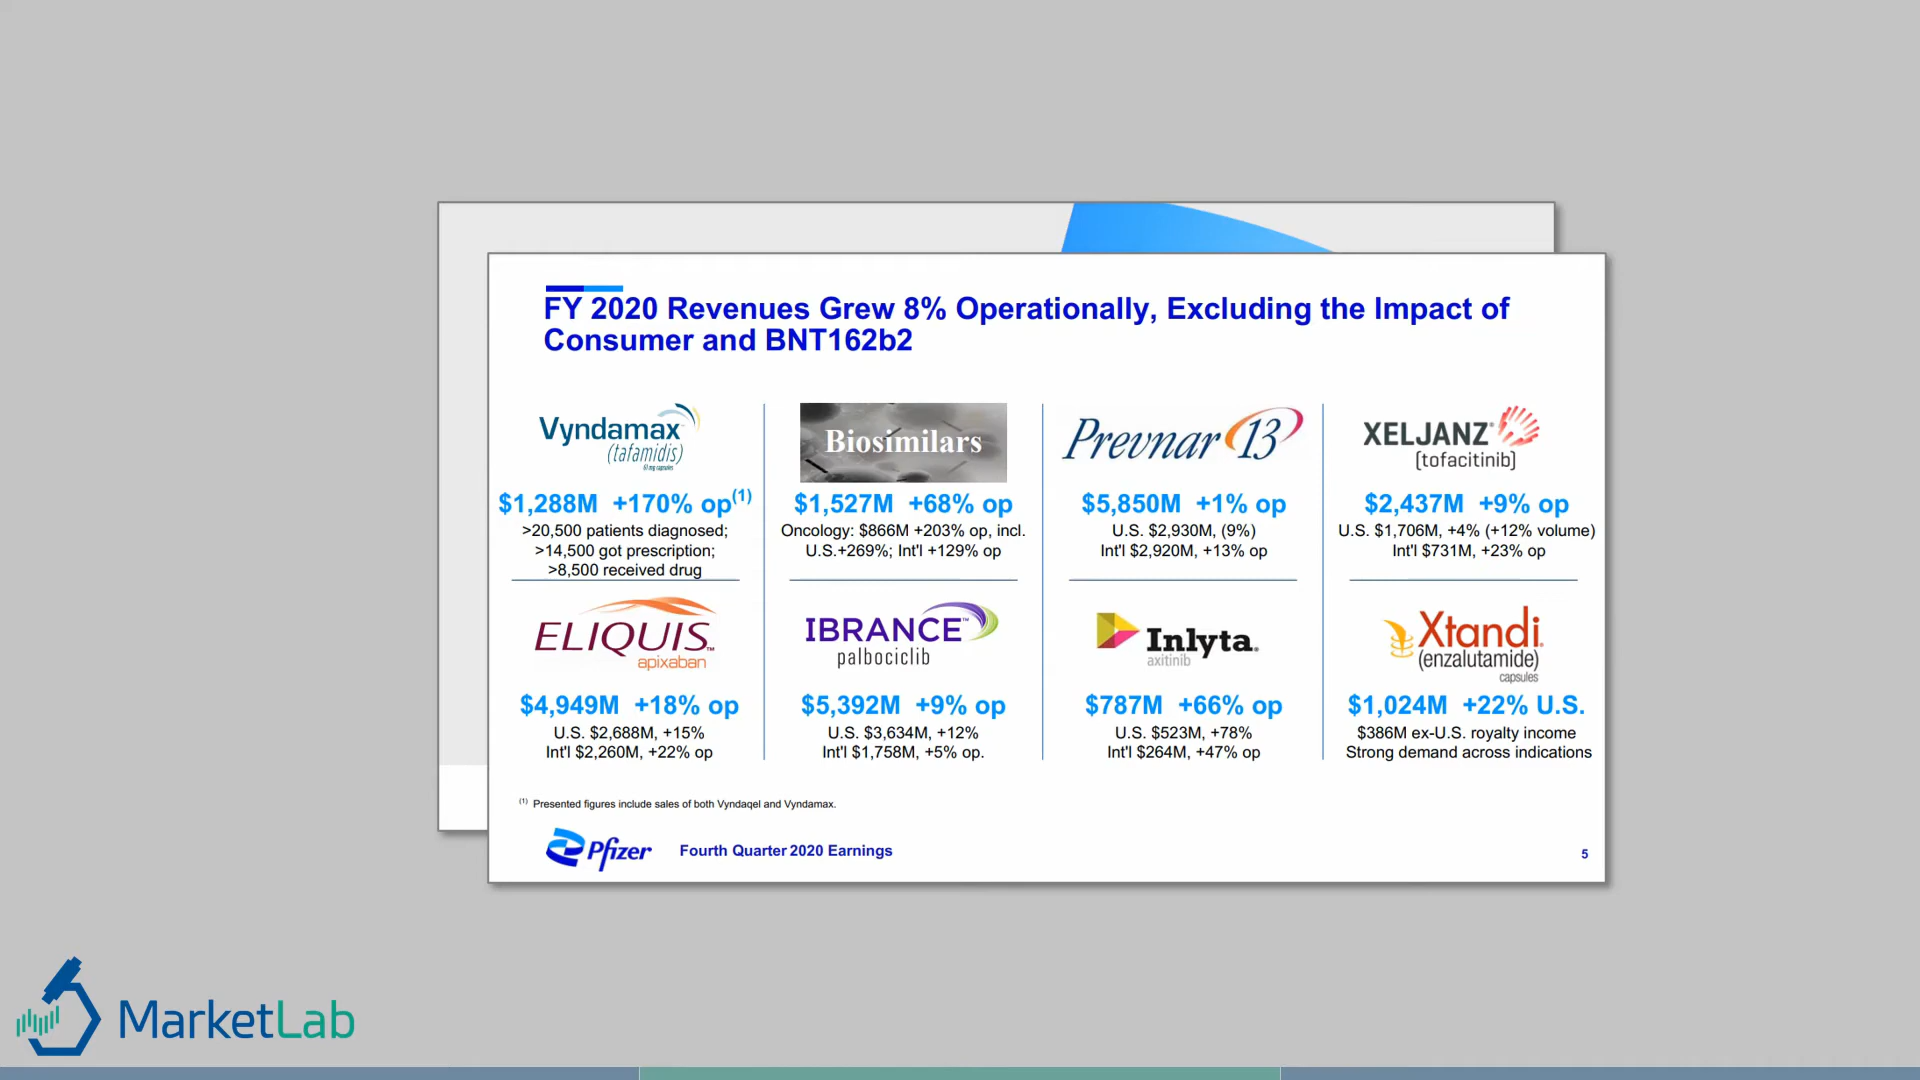 FY 2020 Revenues Grew 8% Operationally, Excluding the Impact of
Consumer and BNT162b2
Vyndamax
(tafamidis)
61 mg capsules
$1,288M +170% op(1)
>20,500 patients diagnosed;
>14,500 got prescription;
>8,500 received drug
Biosimilars
$1,527M +68% op
Oncology: $866M +203% op, incl.
U.S.+269%; Int'l +129% op
Prevnar 13
$5,850M +1% op
U.S. $2,930M, (9%)
Int'l $2,920M, +13% op
XELJANZ®
(tofacitinib)
$2,437M +9% op
U.S. $1,706M, +4% (+12% volume)
Int'l $731M, +23% op
ELIQUIS™
apixaban
$4,949M +18% op
U.S. $2,688M, +15%
Int'l $2,260M, +22% op
IBRANCE™
palbociclib
$5,392M +9% op
U.S. $3,634M, +12%
Int'l $1,758M, +5% op.
Inlyta®
axitinib
$787M +66% op
U.S. $523M, +78%
Int'l $264M, +47% op
Xtandi®
(enzalutamide)
capsules
$1,024M +22% U.S.
$386M ex-U.S. royalty income
Strong demand across indications
(1) Presented figures include sales of both Vyndaqel and Vyndamax.
Pfizer
Fourth Quarter 2020 Earnings
5
MarketLab